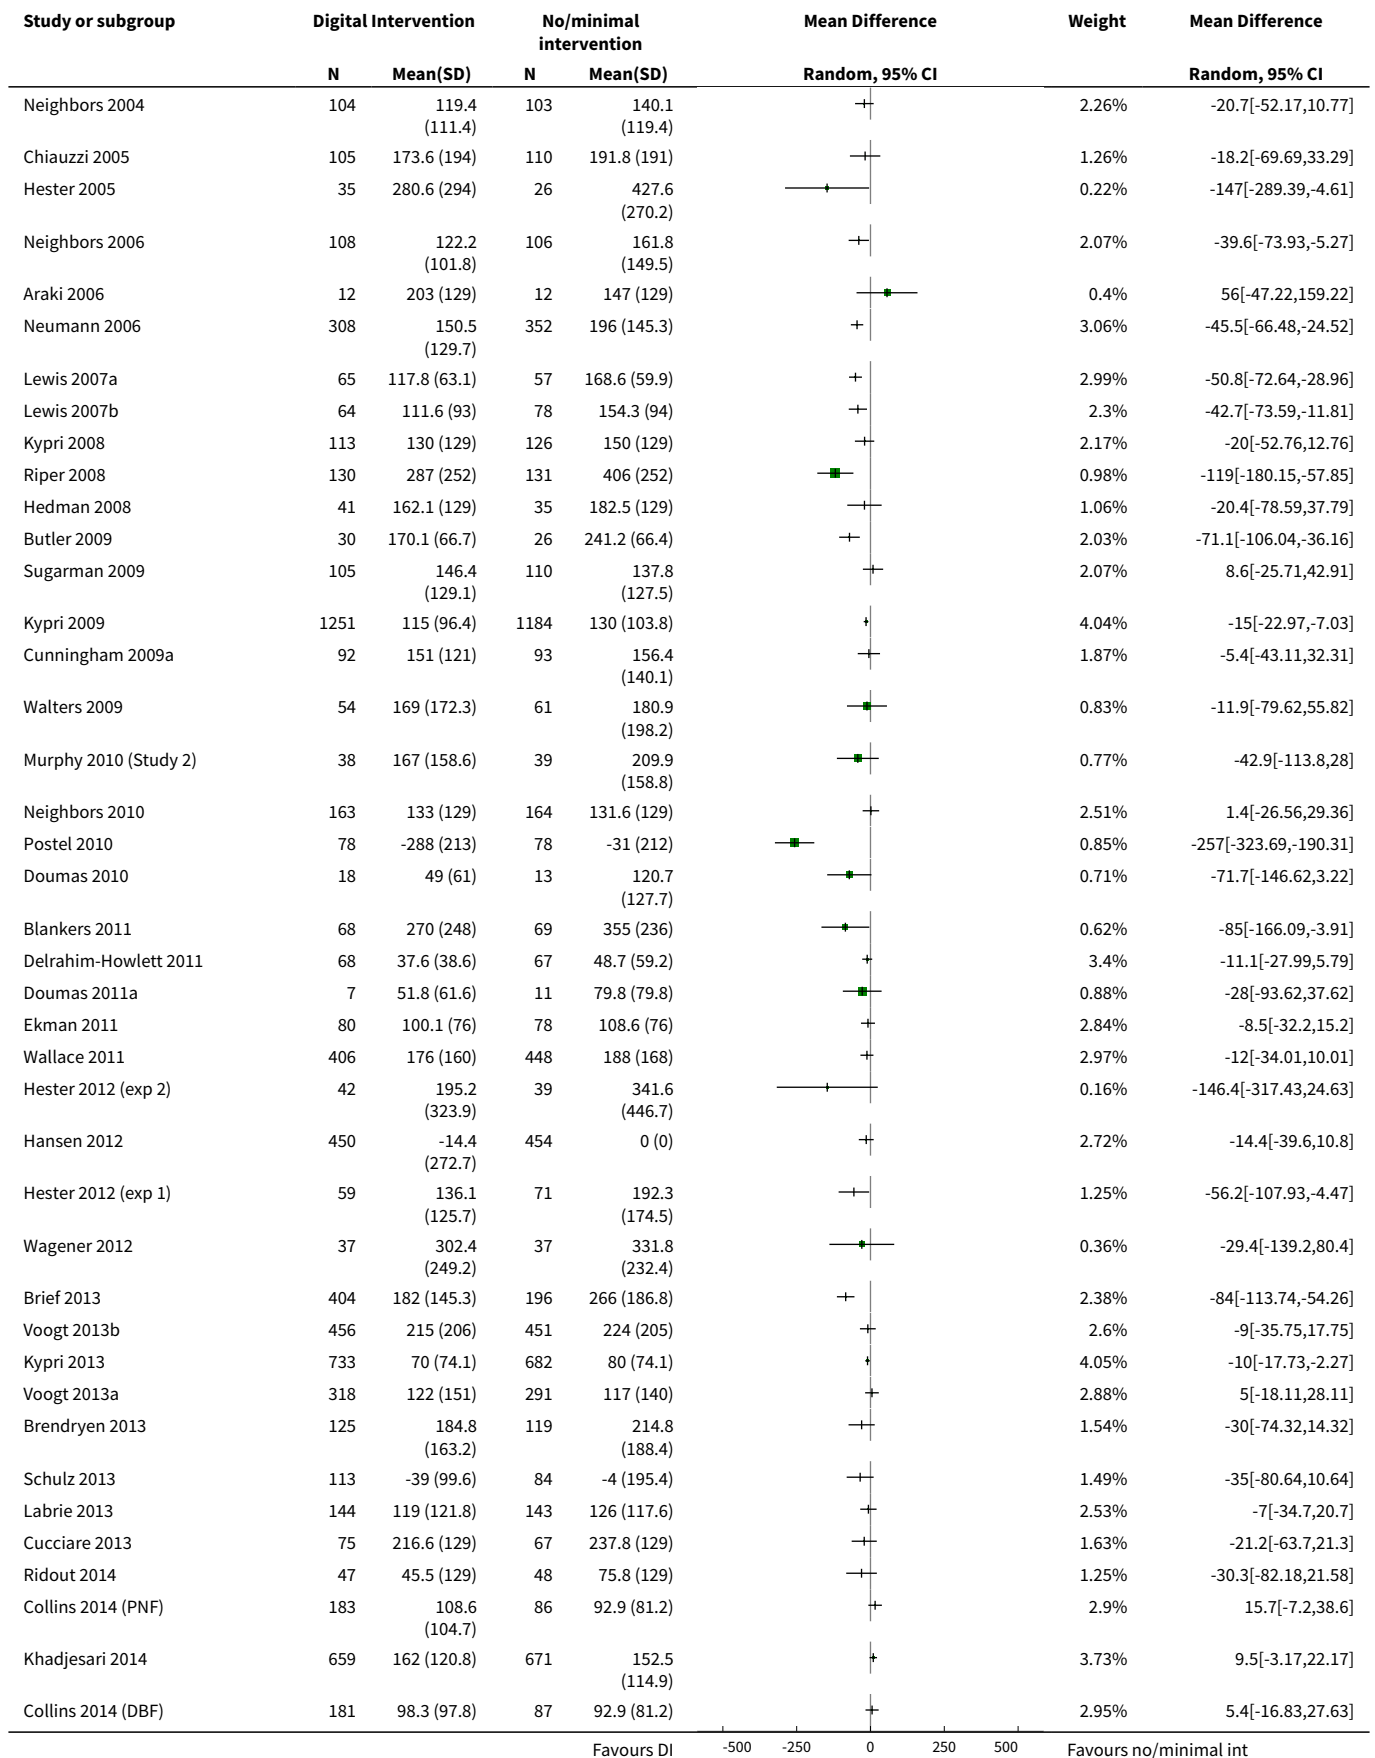 Study or subgroup Digital Intervention No/minimal Mean Difference Weight Mean Difference
intervention
N Mean(SD) N Mean(SD) Random, 95% CI Random, 95% CI
Neighbors 2004 104 119.4 103 140.1 2.26% -20.7[-52.17,10.77]
(111.4) (119.4)
Chiauzzi 2005 105 173.6 (194) 110 191.8 (191) 1.26% -18.2[-69.69,33.29]
Hester 2005 35 280.6 (294) 26 427.6 0.22% -147[-289.39,-4.61]
(270.2)
Neighbors 2006 108 122.2 106 161.8 2.07% -39.6[-73.93,-5.27]
(101.8) (149.5)
Araki 2006 12 203 (129) 12 147 (129) 0.4% 56[-47.22,159.22]
Neumann 2006 308 150.5 352 196 (145.3) 3.06% -45.5[-66.48,-24.52]
(129.7)
Lewis 2007a 65 117.8 (63.1) 57 168.6 (59.9) 2.99% -50.8[-72.64,-28.96]
Lewis 2007b 64 111.6 (93) 78 154.3 (94) 2.3% -42.7[-73.59,-11.81]
Kypri 2008 113 130 (129) 126 150 (129) 2.17% -20[-52.76,12.76]
Riper 2008 130 287 (252) 131 406 (252) 0.98% -119[-180.15,-57.85]
Hedman 2008 41 162.1 (129) 35 182.5 (129) 1.06% -20.4[-78.59,37.79]
Butler 2009 30 170.1 (66.7) 26 241.2 (66.4) 2.03% -71.1[-106.04,-36.16]
Sugarman 2009 105 146.4 110 137.8 2.07% 8.6[-25.71,42.91]
(129.1) (127.5)
Kypri 2009 1251 115 (96.4) 1184 130 (103.8) 4.04% -15[-22.97,-7.03]
Cunningham 2009a 92 151 (121) 93 156.4 1.87% -5.4[-43.11,32.31]
(140.1)
Walters 2009 54 169 (172.3) 61 180.9 0.83% -11.9[-79.62,55.82]
(198.2)
Murphy 2010 (Study 2) 38 167 (158.6) 39 209.9 0.77% -42.9[-113.8,28]
(158.8)
Neighbors 2010 163 133 (129) 164 131.6 (129) 2.51% 1.4[-26.56,29.36]
Postel 2010 78 -288 (213) 78 -31 (212) 0.85% -257[-323.69,-190.31]
Doumas 2010 18 49 (61) 13 120.7 0.71% -71.7[-146.62,3.22]
(127.7)
Blankers 2011 68 270 (248) 69 355 (236) 0.62% -85[-166.09,-3.91]
Delrahim-Howlett 2011 68 37.6 (38.6) 67 48.7 (59.2) 3.4% -11.1[-27.99,5.79]
Doumas 2011a 7 51.8 (61.6) 11 79.8 (79.8) 0.88% -28[-93.62,37.62]
Ekman 2011 80 100.1 (76) 78 108.6 (76) 2.84% -8.5[-32.2,15.2]
Wallace 2011 406 176 (160) 448 188 (168) 2.97% -12[-34.01,10.01]
Hester 2012 (exp 2) 42 195.2 39 341.6 0.16% -146.4[-317.43,24.63]
(323.9) (446.7)
Hansen 2012 450 -14.4 454 0 (0) 2.72% -14.4[-39.6,10.8]
(272.7)
Hester 2012 (exp 1) 59 136.1 71 192.3 1.25% -56.2[-107.93,-4.47]
(125.7) (174.5)
Wagener 2012 37 302.4 37 331.8 0.36% -29.4[-139.2,80.4]
(249.2) (232.4)
Brief 2013 404 182 (145.3) 196 266 (186.8) 2.38% -84[-113.74,-54.26]
Voogt 2013b 456 215 (206) 451 224 (205) 2.6% -9[-35.75,17.75]
Kypri 2013 733 70 (74.1) 682 80 (74.1) 4.05% -10[-17.73,-2.27]
Voogt 2013a 318 122 (151) 291 117 (140) 2.88% 5[-18.11,28.11]
Brendryen 2013 125 184.8 119 214.8 1.54% -30[-74.32,14.32]
(163.2) (188.4)
Schulz 2013 113 -39 (99.6) 84 -4 (195.4) 1.49% -35[-80.64,10.64]
Labrie 2013 144 119 (121.8) 143 126 (117.6) 2.53% -7[-34.7,20.7]
Cucciare 2013 75 216.6 (129) 67 237.8 (129) 1.63% -21.2[-63.7,21.3]
Ridout 2014 47 45.5 (129) 48 75.8 (129) 1.25% -30.3[-82.18,21.58]
Collins 2014 (PNF) 183 108.6 86 92.9 (81.2) 2.9% 15.7[-7.2,38.6]
(104.7)
Khadjesari 2014 659 162 (120.8) 671 152.5 3.73% 9.5[-3.17,22.17]
(114.9)
Collins 2014 (DBF) 181 98.3 (97.8) 87 92.9 (81.2) 2.95% 5.4[-16.83,27.63]
Favours DI -500 -250 0 250 500 Favours no/minimal int